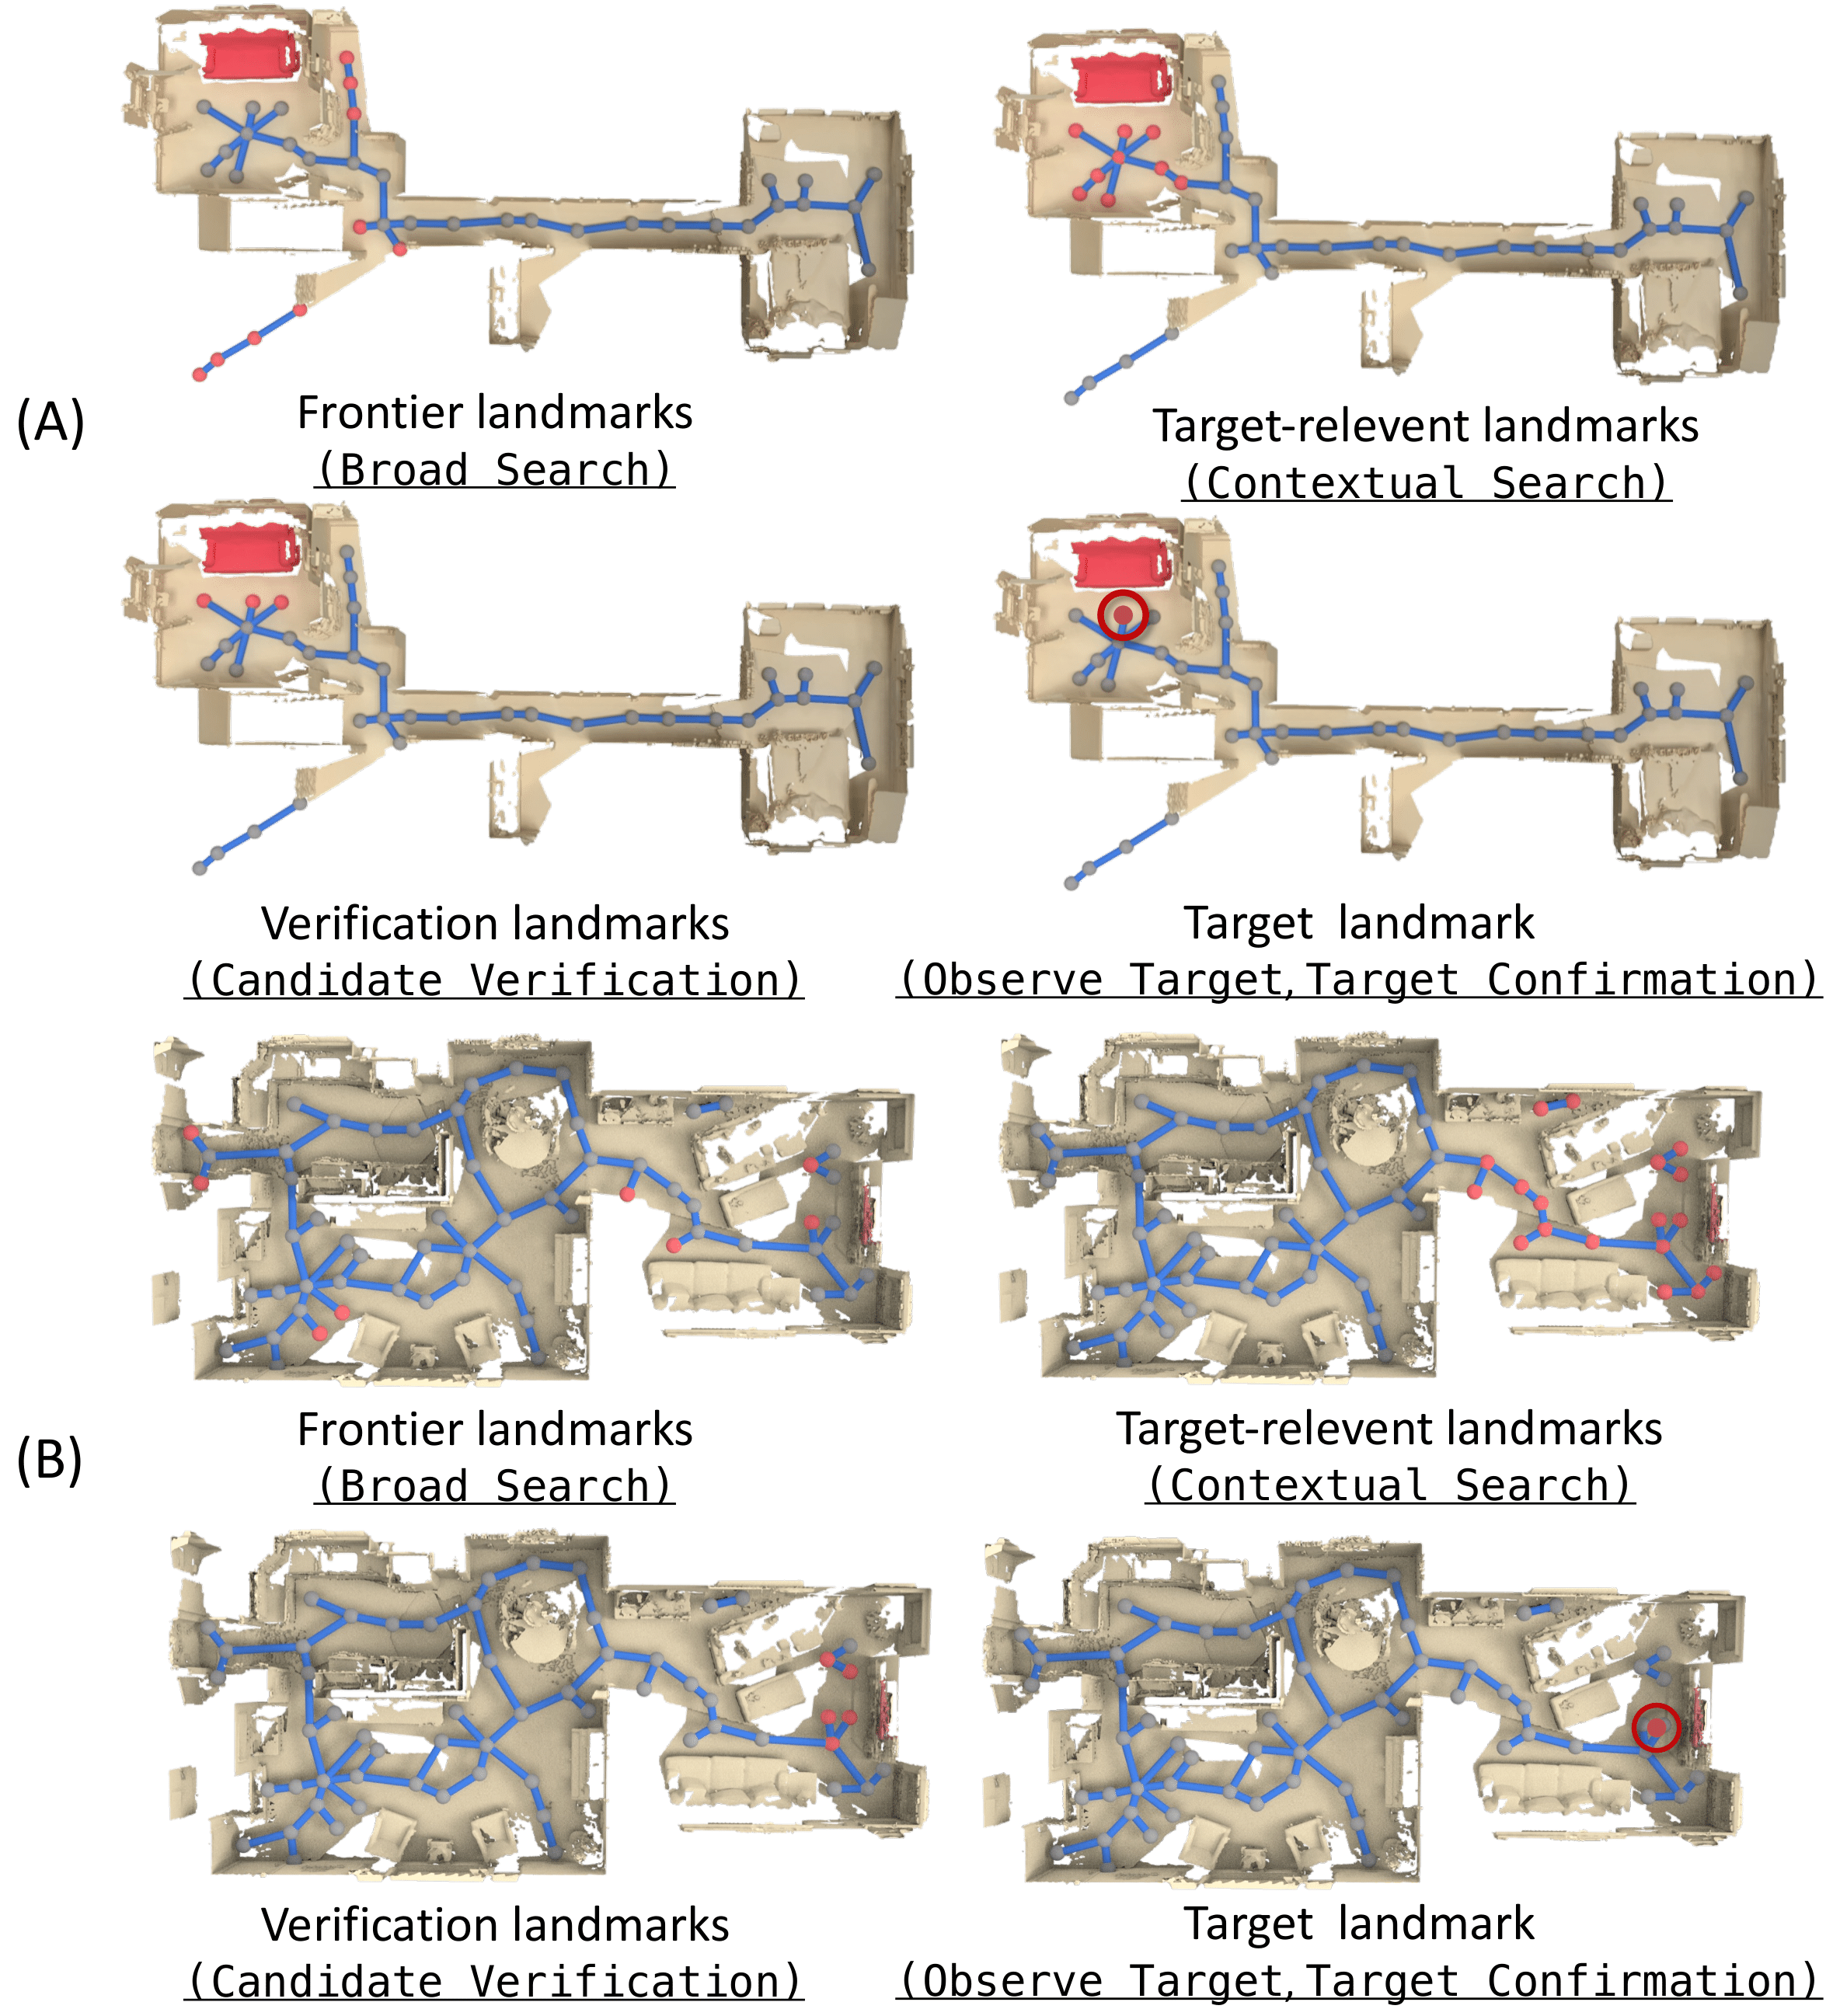 (A)
Frontier landmarks
(Broad Search)
Target-relevent landmarks
(Contextual Search)
Verification landmarks
(Candidate Verification)
Target landmark
(Observe Target, Target Confirmation)
(B)
Frontier landmarks
(Broad Search)
Target-relevent landmarks
(Contextual Search)
Verification landmarks
(Candidate Verification)
Target landmark
(Observe Target, Target Confirmation)